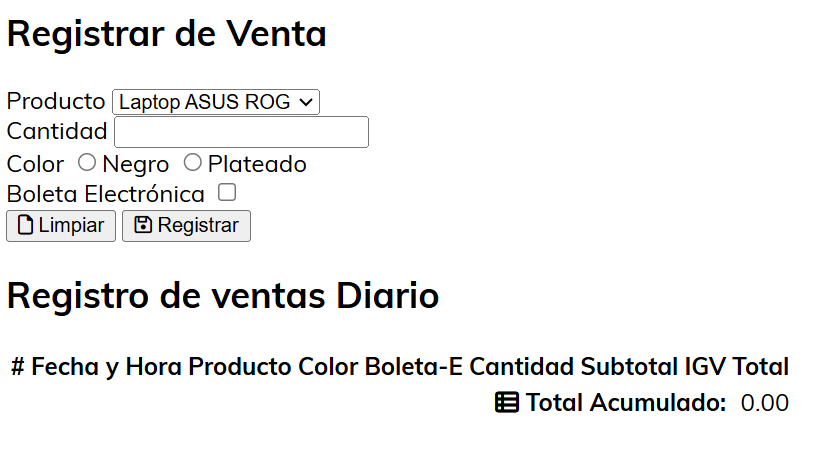 Registrar de Venta
Producto Laptop ASUS ROG
Cantidad
Color Negro Plateado
Boleta Electrónica
Limpiar Registrar
Registro de ventas Diario
# Fecha y Hora Producto Color Boleta-E Cantidad Subtotal IGV Total
Total Acumulado: 0.00